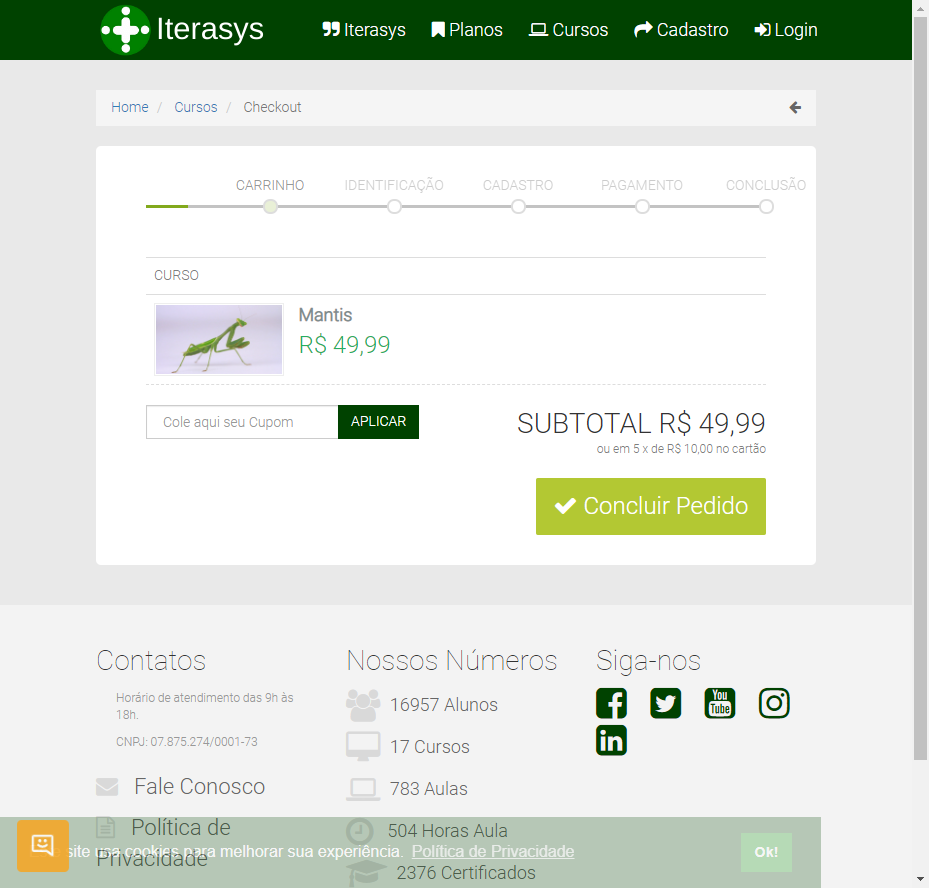 Iterasys
Iterasys Planos Cursos Cadastro Login
Home / Cursos / Checkout
CARRINHO IDENTIFICAÇÃO CADASTRO PAGAMENTO CONCLUSÃO
CURSO
Mantis
R$ 49,99
Cole aqui seu Cupom APLICAR
SUBTOTAL R$ 49,99
ou em 5 x de R$ 10,00 no cartão
Concluir Pedido
Contatos
Horário de atendimento das 9h às
18h.
CNPJ: 07.875.274/0001-73
Fale Conosco
Política de
Privacidade
Nossos Números
16957 Alunos
17 Cursos
783 Aulas
504 Horas Aula
2376 Certificados
Siga-nos
You
Tube
in
site usa cookies para melhorar sua experiência. Política de Privacidade
Ok!